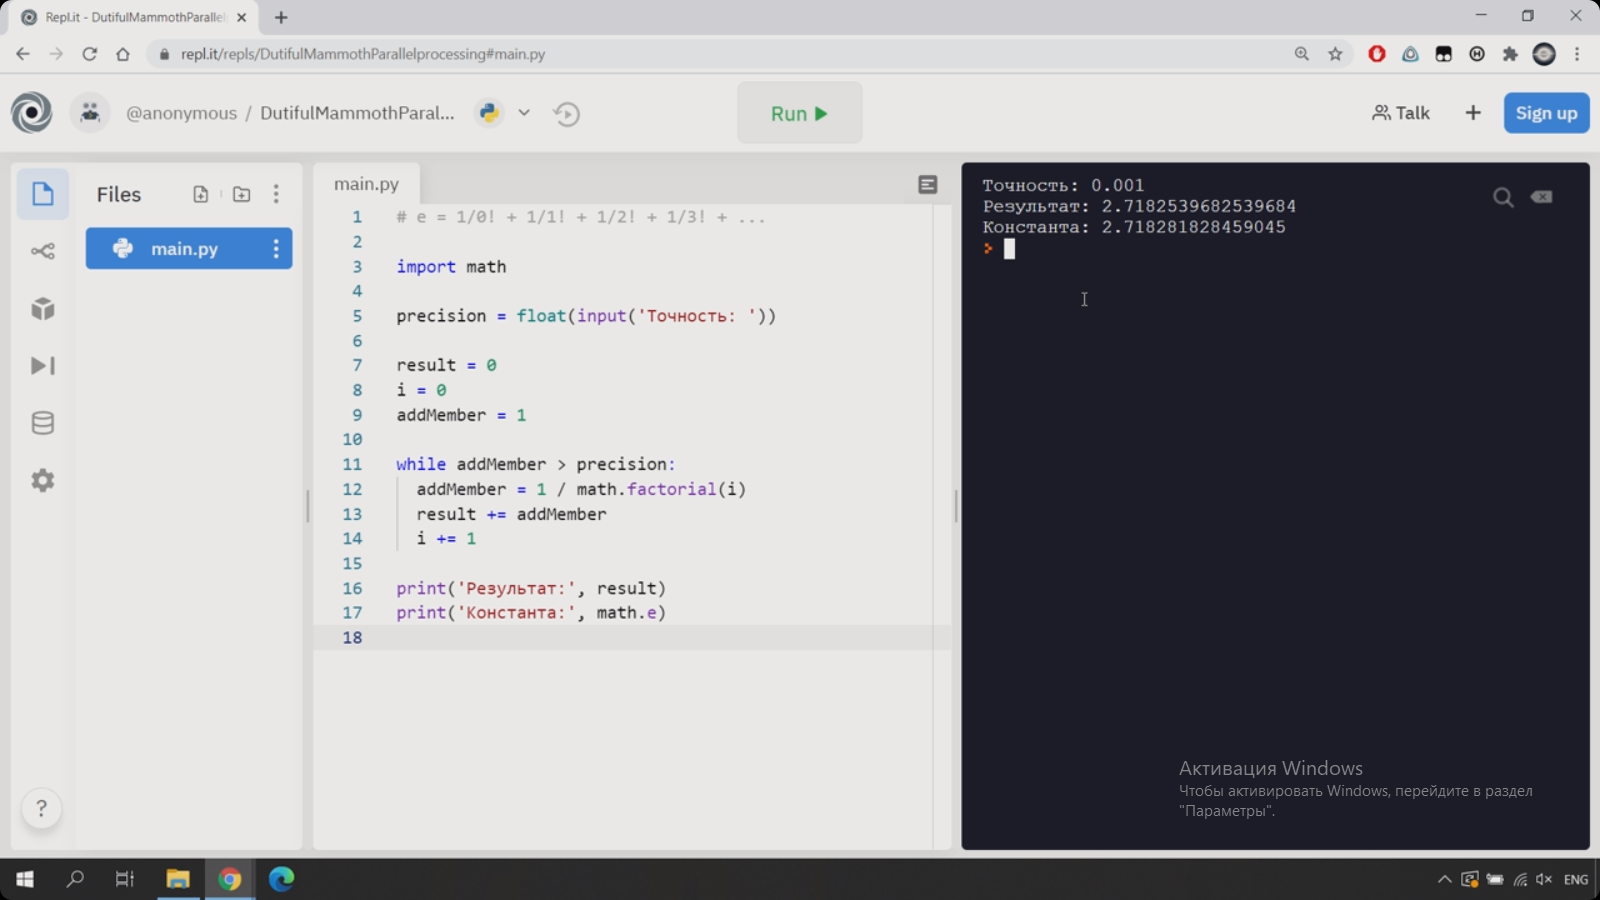 Repl.it - DutifulMammothParallel
repl.it/repls/DutifulMammothParallelprocessing#main.py
@anonymous / DutifulMammothParal...
Run
Talk
Sign up
Files
main.py
main.py
1 # e = 1/0! + 1/1! + 1/2! + 1/3! + ...
2
3 import math
4
5 precision = float(input('Точность: '))
6
7 result = 0
8 i = 0
9 addMember = 1
10
11 while addMember > precision:
12 addMember = 1 / math.factorial(i)
13 result += addMember
14 i += 1
15
16 print('Результат:', result)
17 print('Константа:', math.e)
18
Точность: 0.001
Результат: 2.7182539682539684
Константа: 2.718281828459045
>
Активация Windows
Чтобы активировать Windows, перейдите в раздел
"Параметры".
?
ENG